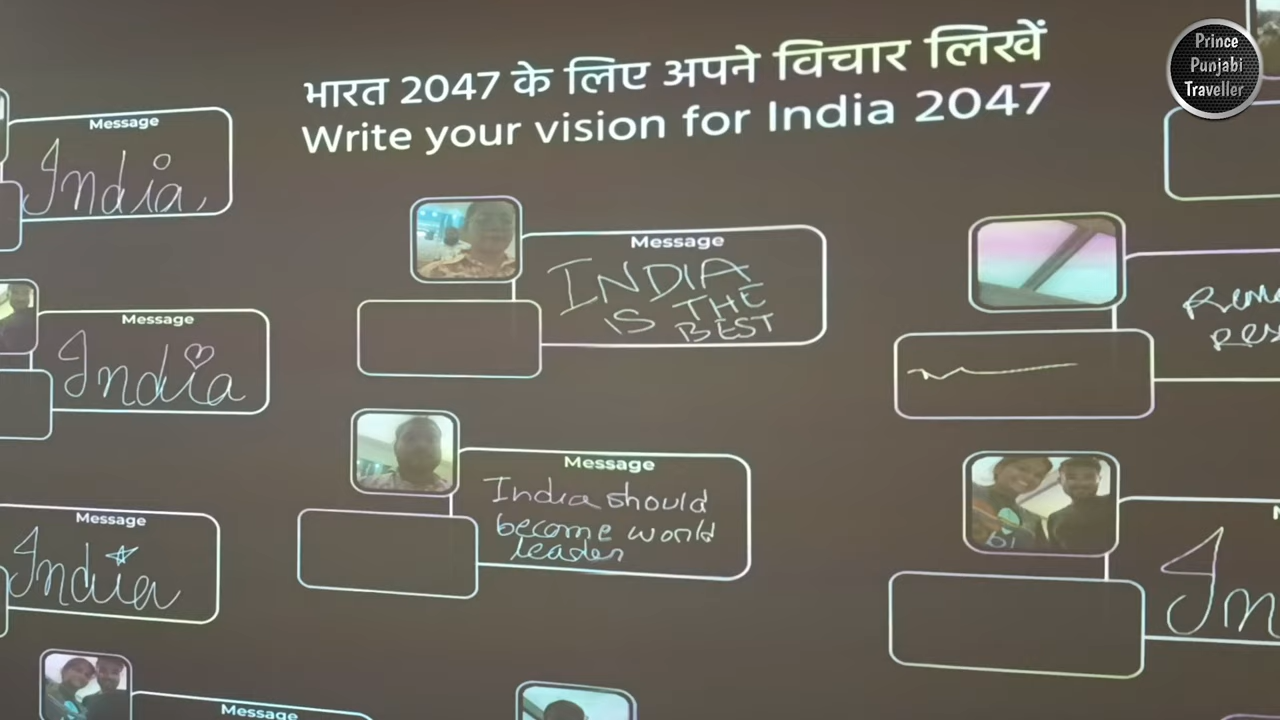 भारत 2047 के लिए अपने विचार लिखें
Write your vision for India 2047
Prince
Punjabi
Traveller
Message
India,
Message
INDIA
IS THE
BEST
Message
India
Message
India should
become world
leader
Message
India
Message